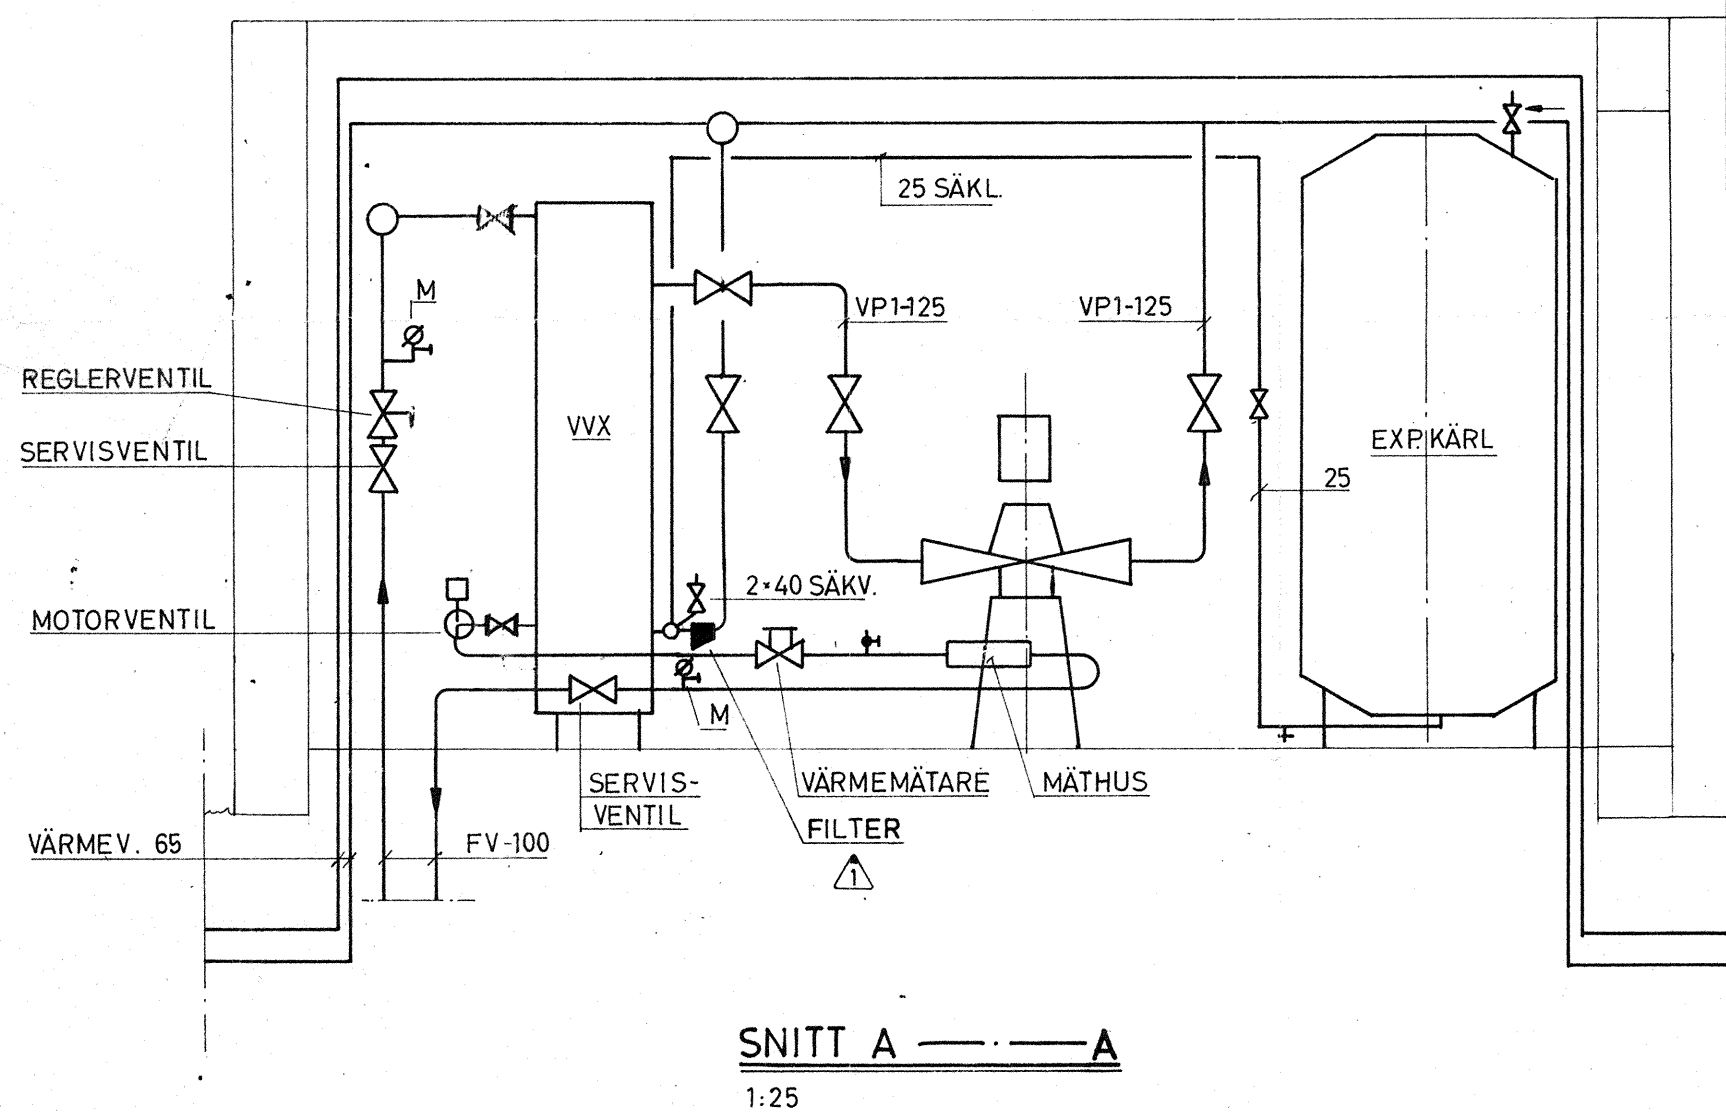 25 SÄKL.
M
VP1-125
VP1-125
REGLERVENTIL
VVX
SERVISVENTIL
EXP.KÄRL
25
2×40 SÄKV.
MOTORVENTIL
M
SERVIS-
VENTIL
VÄRMEMÄTARE
MÄTHUS
FILTER
VÄRMEV. 65
FV-100
1
SNITT A — · — A
1:25